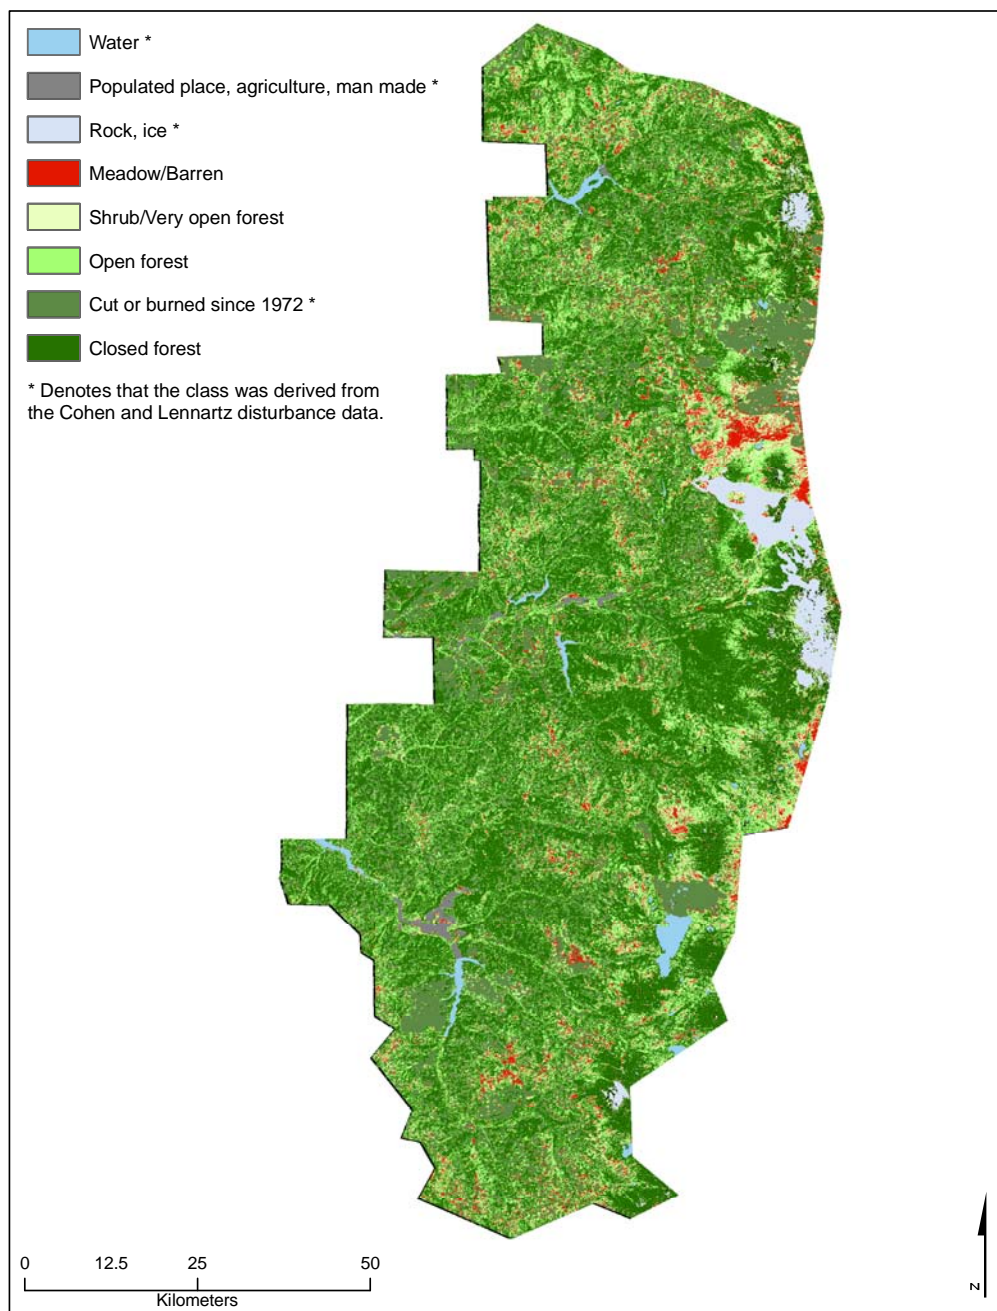 Water *
Populated place, agriculture, man made *
Rock, ice *
Meadow/Barren
Shrub/Very open forest
Open forest
Cut or burned since 1972 *
Closed forest
* Denotes that the class was derived from
the Cohen and Lennartz disturbance data.
0 12.5 25 50
Kilometers
N